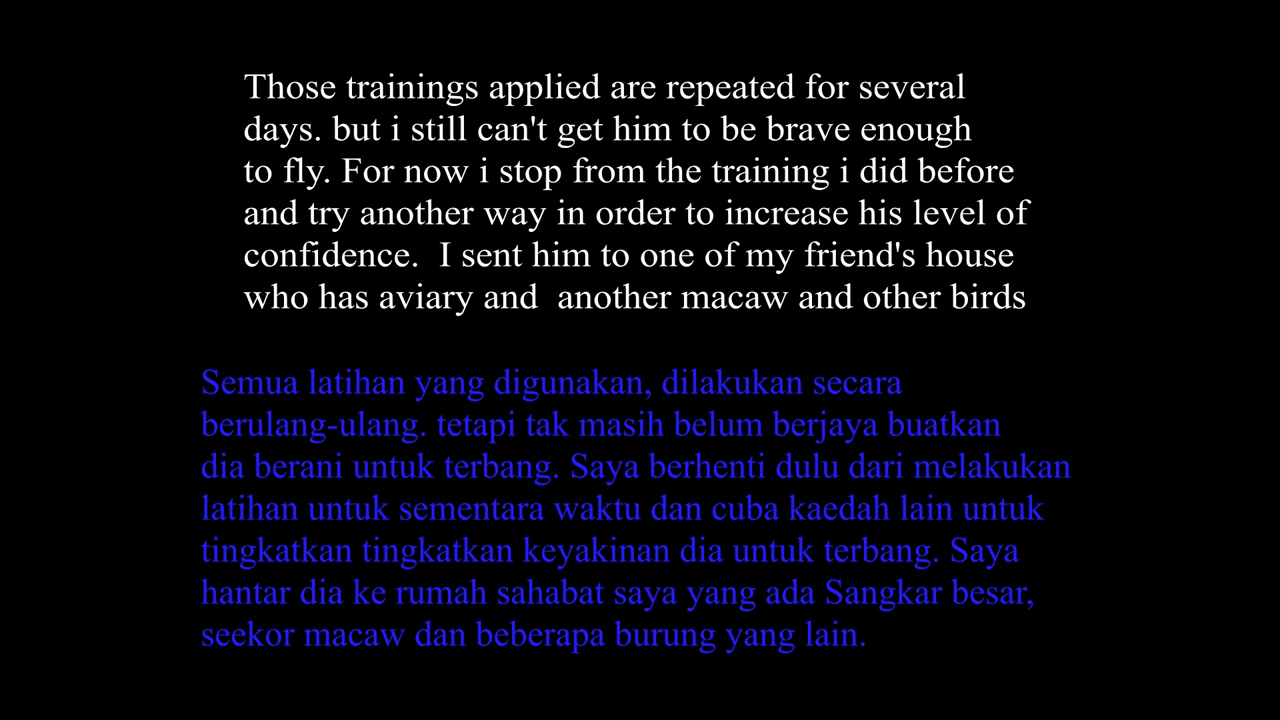 Those trainings applied are repeated for several
days. but i still can't get him to be brave enough
to fly. For now i stop from the training i did before
and try another way in order to increase his level of
confidence.  I sent him to one of my friend's house
who has aviary and  another macaw and other birds
Semua latihan yang digunakan, dilakukan secara
berulang-ulang. tetapi tak masih belum berjaya buatkan
dia berani untuk terbang. Saya berhenti dulu dari melakukan
latihan untuk sementara waktu dan cuba kaedah lain untuk
tingkatkan tingkatkan keyakinan dia untuk terbang. Saya
hantar dia ke rumah sahabat saya yang ada Sangkar besar,
seekor macaw dan beberapa burung yang lain.